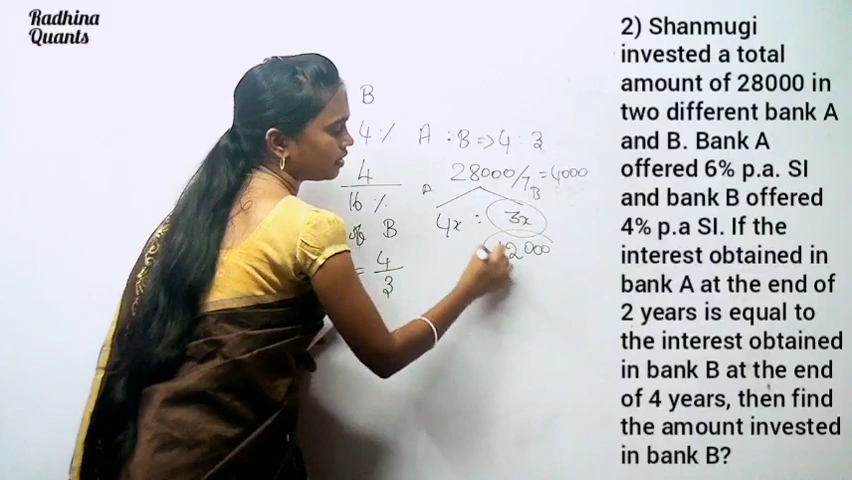 Radhina
Quants
B
4 %
4
16 %
of B
= 4
3
A : B => 4 : 3
28000/7 = 4000
A B
4x : 3x
12000
2) Shanmugi
invested a total
amount of 28000 in
two different bank A
and B. Bank A
offered 6% p.a. SI
and bank B offered
4% p.a SI. If the
interest obtained in
bank A at the end of
2 years is equal to
the interest obtained
in bank B at the end
of 4 years, then find
the amount invested
in bank B?